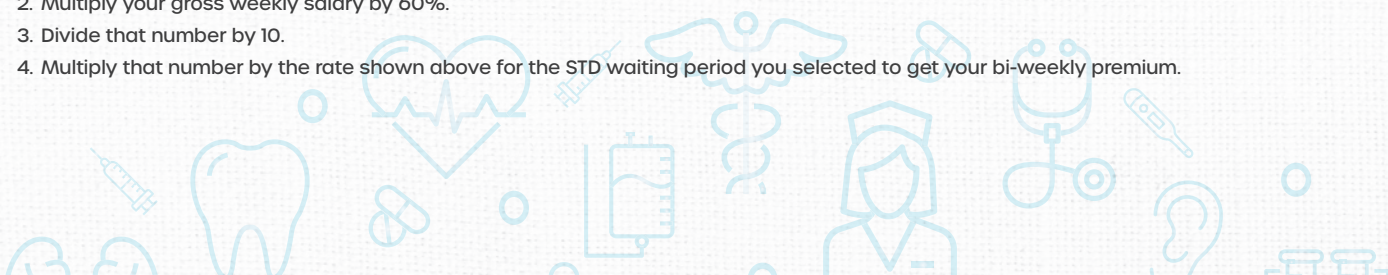 2. Multiply your gross weekly salary by 60%.
3. Divide that number by 10.
4. Multiply that number by the rate shown above for the STD waiting period you selected to get your bi-weekly premium.